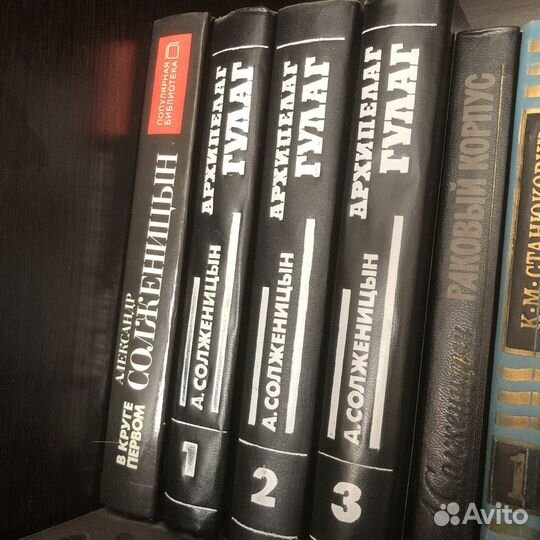 ПОПУЛЯРНАЯ
БИБЛИОТЕКА
АЛЕКСАНДР
СОЛЖЕНИЦЫН
В КРУГЕ
ПЕРВОМ
АРХИПЕЛАГ
ГУЛАГ
А.СОЛЖЕНИЦЫН
1
АРХИПЕЛАГ
ГУЛАГ
А.СОЛЖЕНИЦЫН
2
АРХИПЕЛАГ
ГУЛАГ
А.СОЛЖЕНИЦЫН
3
Солженицын
РАКОВЫЙ КОРПУС
К·М·СТАНЮКОВИЧ
1
Avito